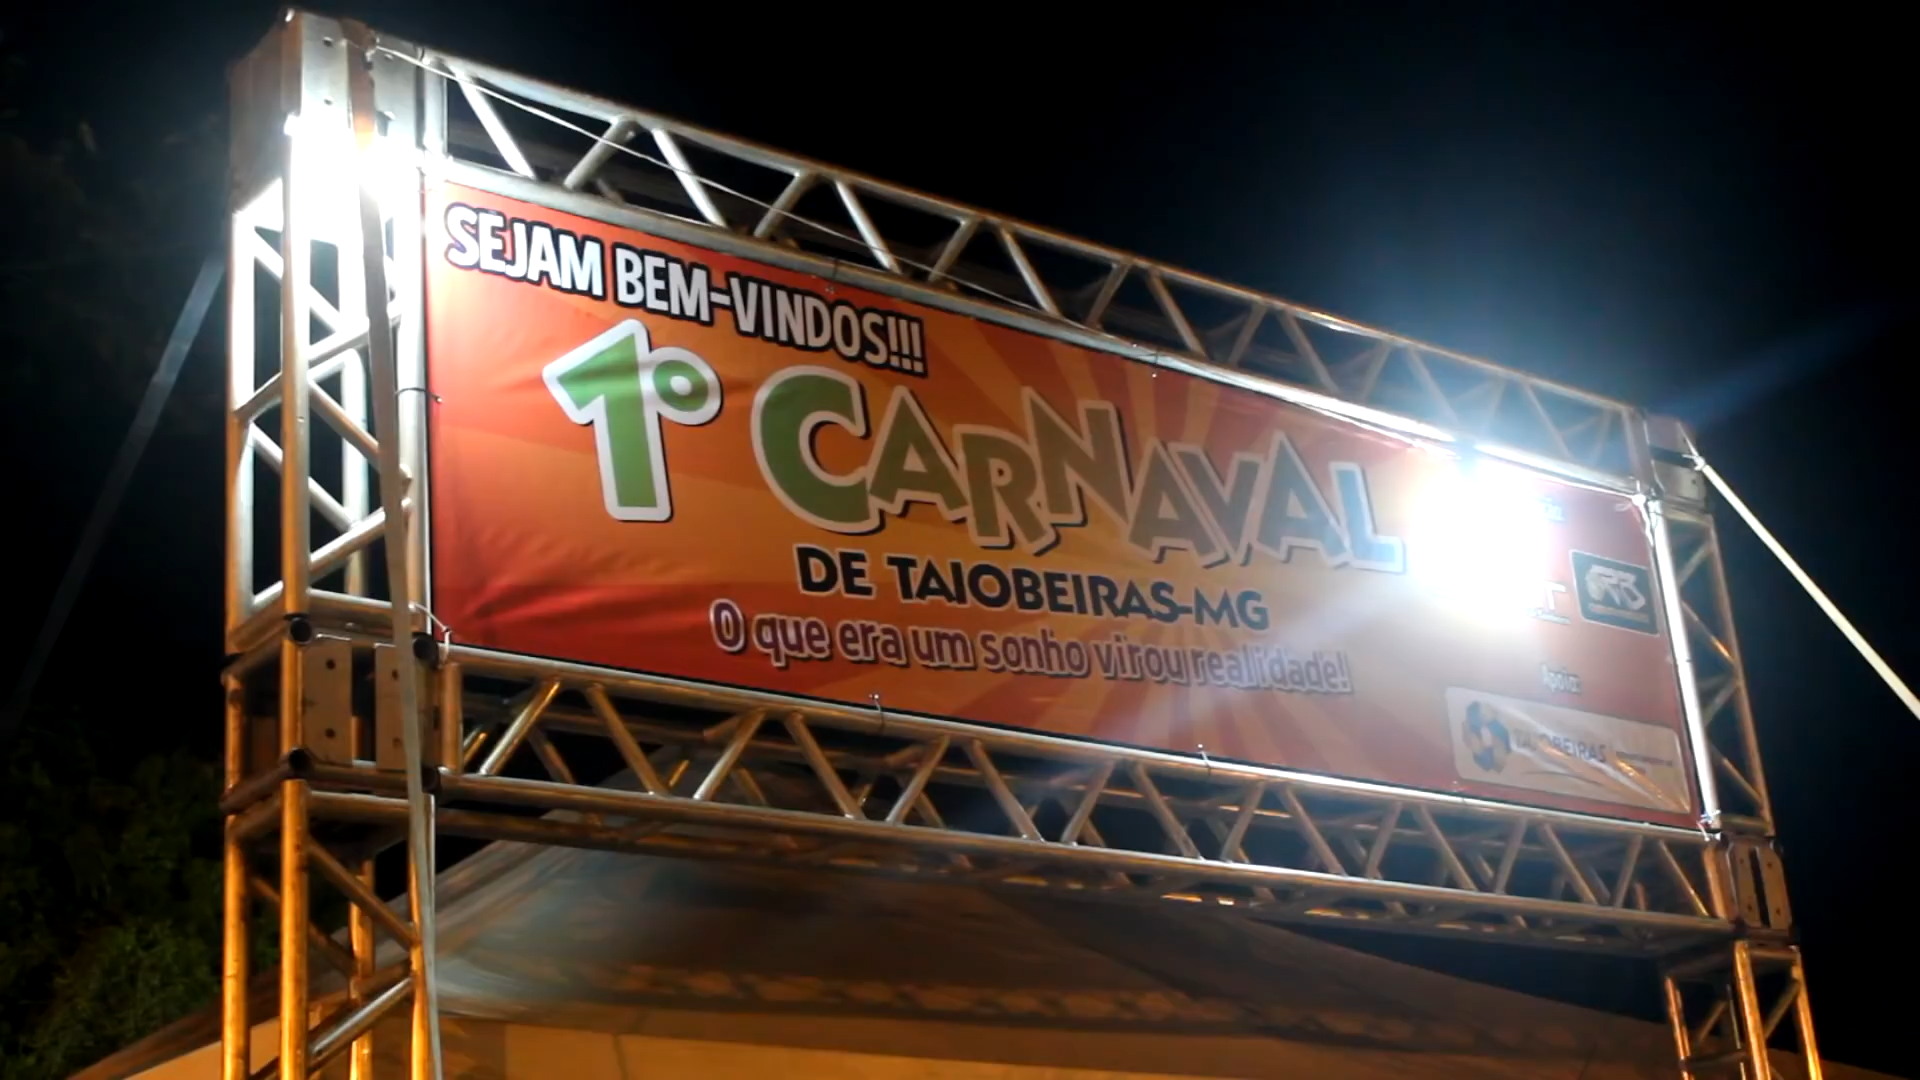 SEJAM BEM-VINDOS!!!
1º CARNAVAL
DE TAIOBEIRAS-MG
O que era um sonho virou realidade!
Apoio:
TAIOBEIRAS